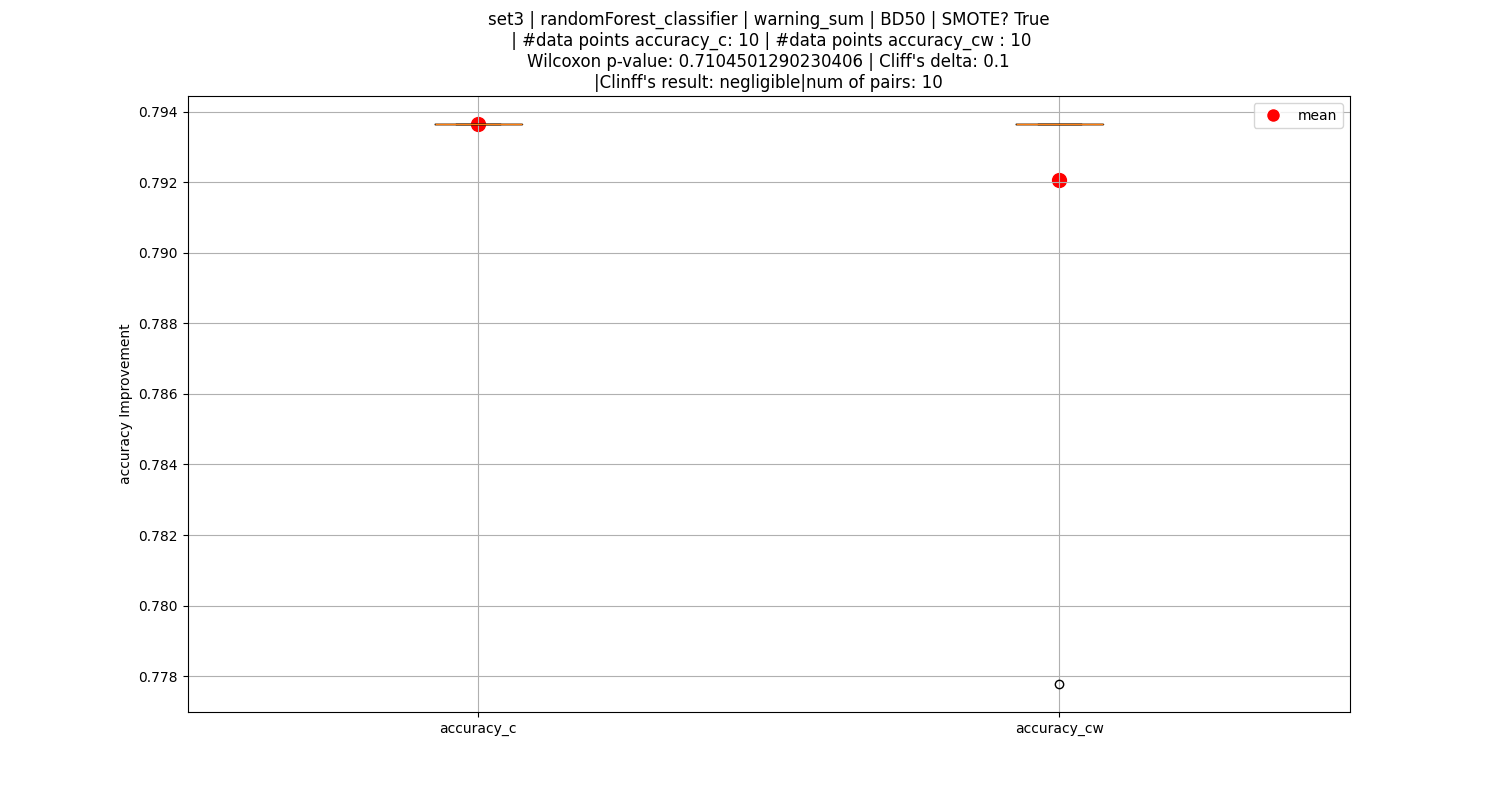 set3 | randomForest_classifier | warning_sum | BD50 | SMOTE? True
| #data points accuracy_c: 10 | #data points accuracy_cw : 10
Wilcoxon p-value: 0.7104501290230406 | Cliff's delta: 0.1
|Clinff's result: negligible|num of pairs: 10
mean
accuracy Improvement
0.794
0.792
0.790
0.788
0.786
0.784
0.782
0.780
0.778
accuracy_c
accuracy_cw